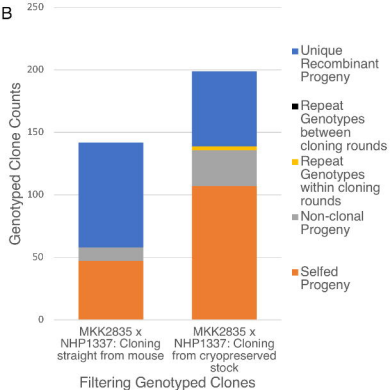 B
250
200
150
100
50
0
Genotyped Clone Counts
MKK2835 x
NHP1337: Cloning
straight from mouse
MKK2835 x
NHP1337: Cloning
from cryopreserved
stock
Filtering Genotyped Clones
Unique
Recombinant
Progeny
Repeat
Genotypes
between
cloning rounds
Repeat
Genotypes
within cloning
rounds
Non-clonal
Progeny
Selfed
Progeny